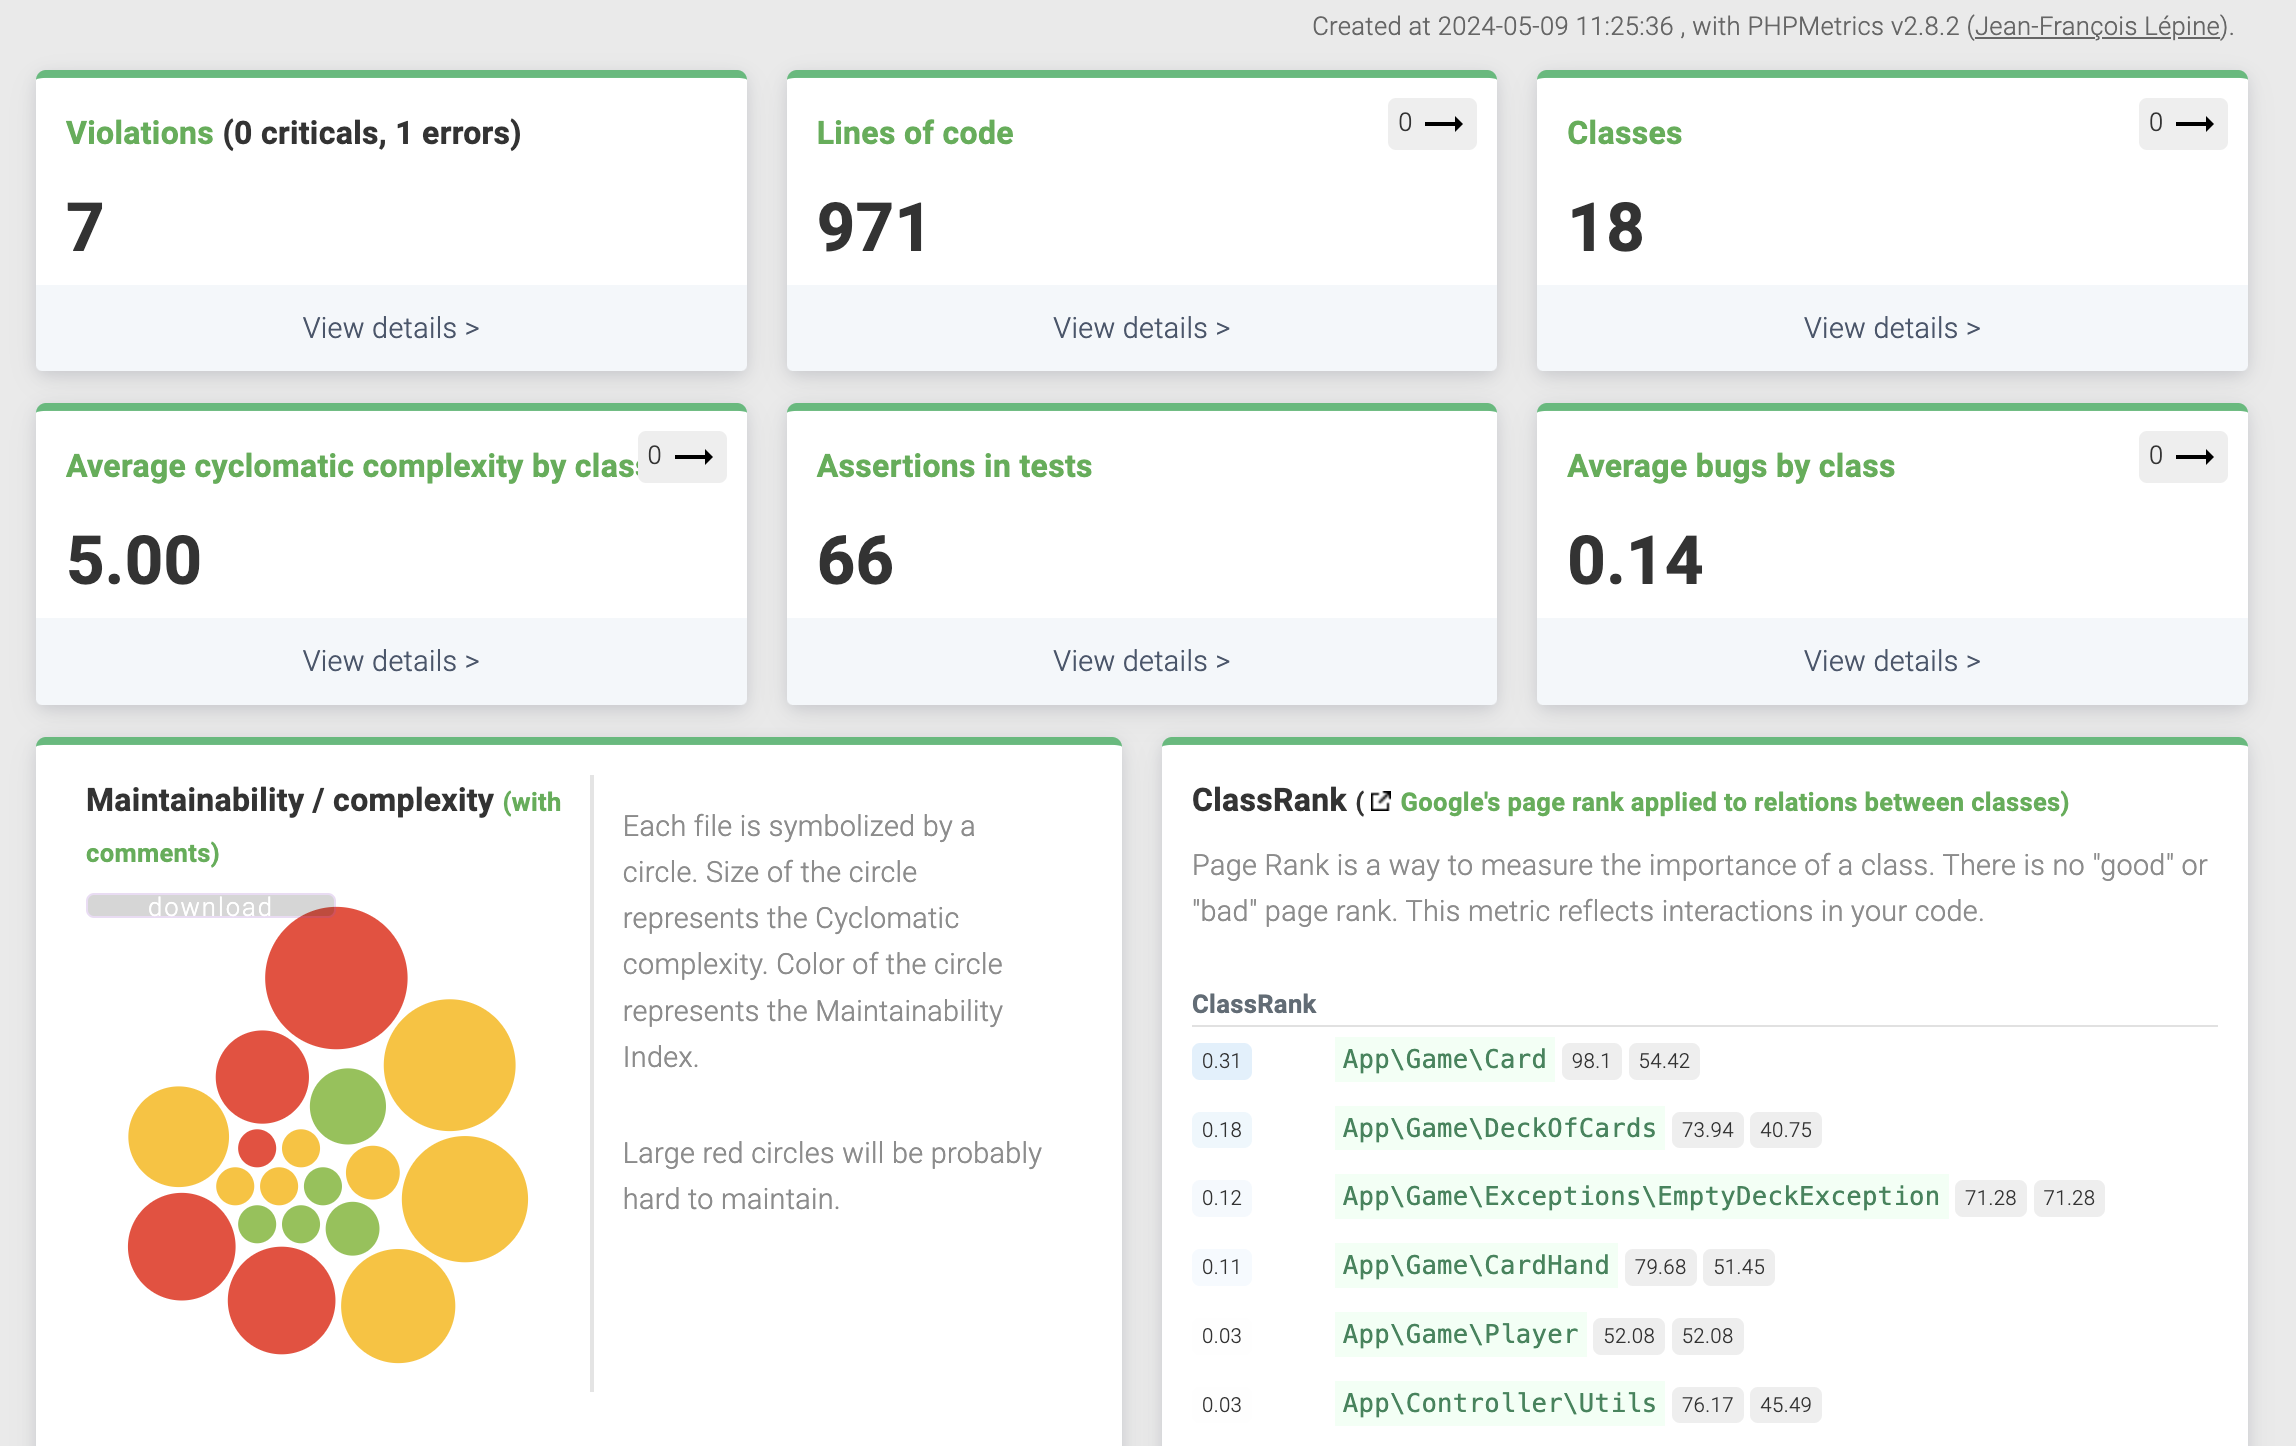 Created at 2024-05-09 11:25:36 , with PHPMetrics v2.8.2 (Jean-François Lépine).
Violations (0 criticals, 1 errors)
7
View details >
Lines of code
0
971
View details >
Classes
0
18
View details >
Average cyclomatic complexity by clas
0
5.00
View details >
Assertions in tests
66
View details >
Average bugs by class
0
0.14
View details >
Maintainability / complexity (with
comments)
download
Each file is symbolized by a
circle. Size of the circle
represents the Cyclomatic
complexity. Color of the circle
represents the Maintainability
Index.
Large red circles will be probably
hard to maintain.
ClassRank ( Google's page rank applied to relations between classes)
Page Rank is a way to measure the importance of a class. There is no "good" or
"bad" page rank. This metric reflects interactions in your code.
ClassRank
0.31 App\Game\Card 98.1 54.42
0.18 App\Game\DeckOfCards 73.94 40.75
0.12 App\Game\Exceptions\EmptyDeckException 71.28 71.28
0.11 App\Game\CardHand 79.68 51.45
0.03 App\Game\Player 52.08 52.08
0.03 App\Controller\Utils 76.17 45.49